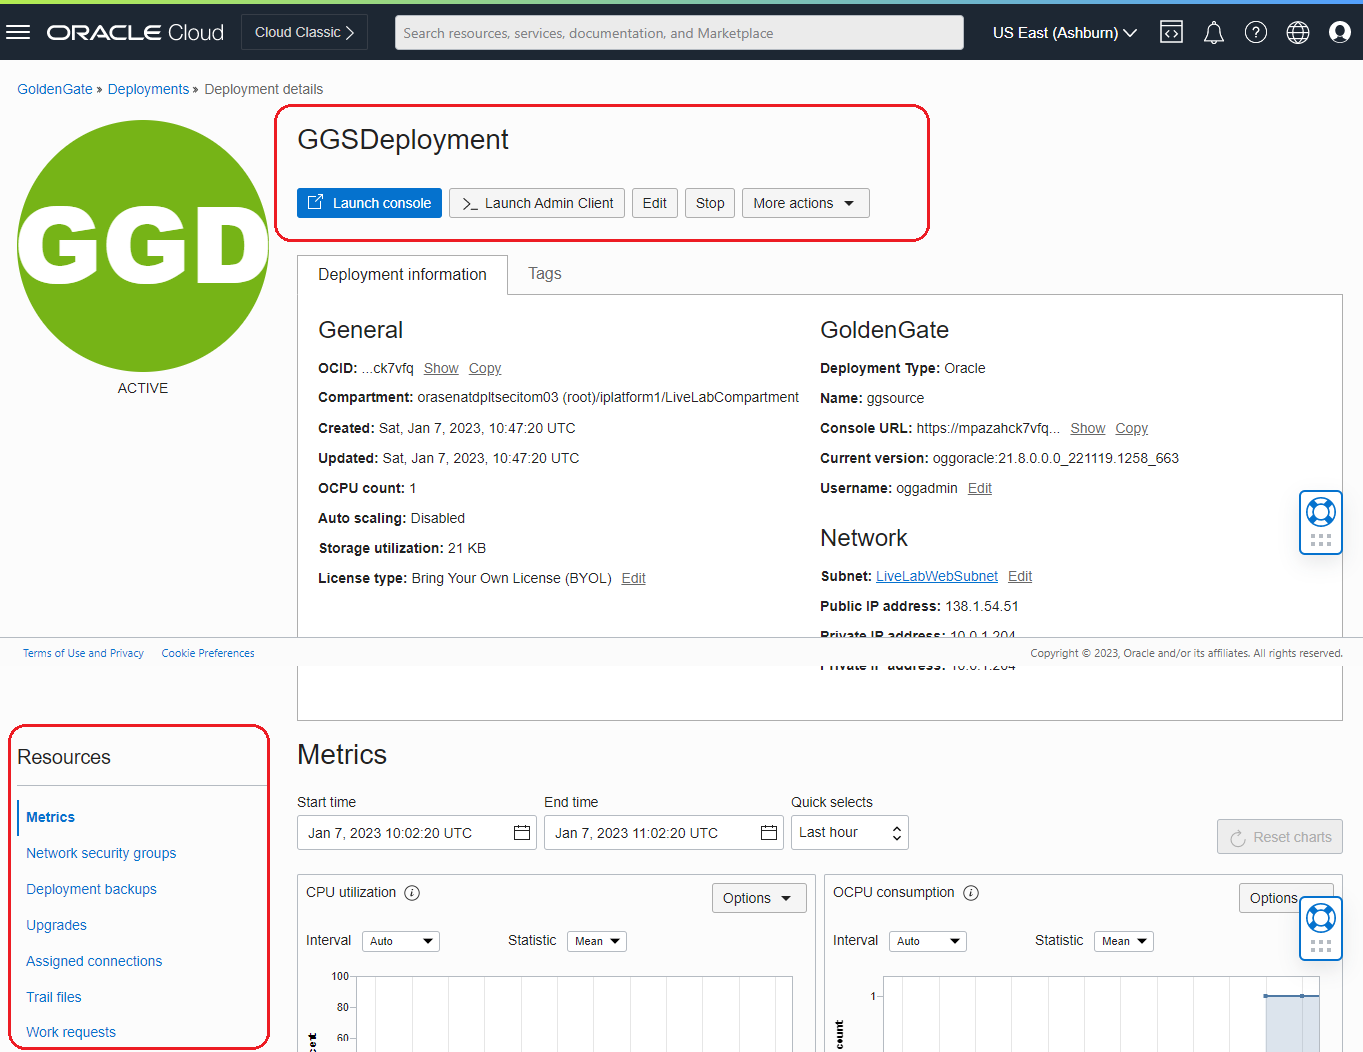 ORACLE Cloud
Cloud Classic
Search resources, services, documentation, and Marketplace
US East (Ashburn)
GoldenGate » Deployments » Deployment details
GGD
ACTIVE
GGSDeployment
Launch console
Launch Admin Client
Edit
Stop
More actions
Deployment information
Tags
General
OCID: ...ck7vfq Show Copy
Compartment: orasenatdpltsecitom03 (root)/iplatform1/LiveLabCompartment
Created: Sat, Jan 7, 2023, 10:47:20 UTC
Updated: Sat, Jan 7, 2023, 10:47:20 UTC
OCPU count: 1
Auto scaling: Disabled
Storage utilization: 21 KB
License type: Bring Your Own License (BYOL) Edit
GoldenGate
Deployment Type: Oracle
Name: ggsource
Console URL: https://mpazahck7vfq... Show Copy
Current version: oggoracle:21.8.0.0.0_221119.1258_663
Username: oggadmin Edit
Network
Subnet: LiveLabWebSubnet Edit
Public IP address: 138.1.54.51
Private IP address: 10.0.1.204
Terms of Use and Privacy Cookie Preferences
Copyright © 2023, Oracle and/or its affiliates. All rights reserved.
Private IP address: 10.0.1.204
Resources
Metrics
Network security groups
Deployment backups
Upgrades
Assigned connections
Trail files
Work requests
Metrics
Start time
Jan 7, 2023 10:02:20 UTC
End time
Jan 7, 2023 11:02:20 UTC
Quick selects
Last hour
Reset charts
CPU utilization
Options
Interval Auto
Statistic Mean
100
80
60
OCPU consumption
Options
Interval Auto
Statistic Mean
1
count